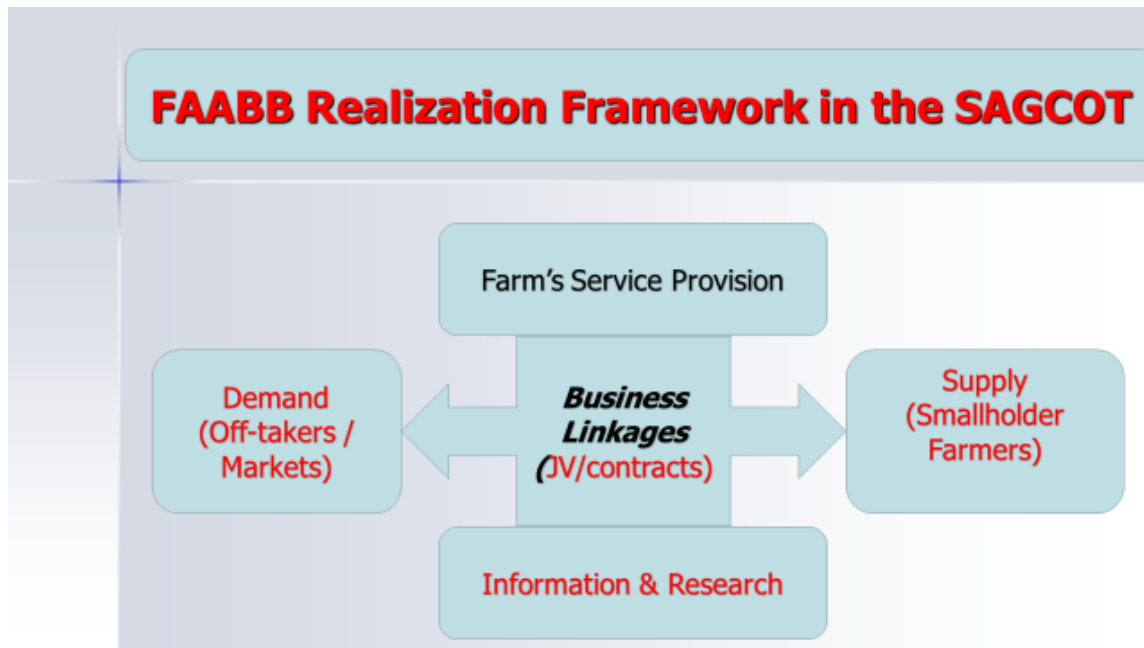 FAABB Realization Framework in the SAGCOT
Farm's Service Provision
Demand
(Off-takers /
Markets)
Business
Linkages
(JV/contracts)
Supply
(Smallholder
Farmers)
Information & Research